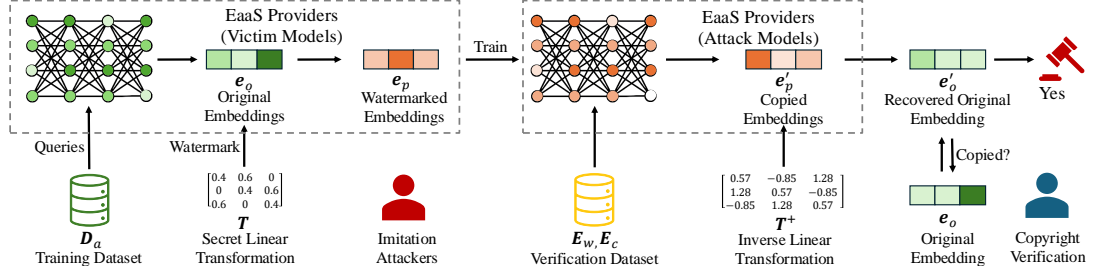 EaaS Providers
(Victim Models)
e_o
Original
Embeddings
e_p
Watermarked
Embeddings
Train
EaaS Providers
(Attack Models)
e'_p
Copied
Embeddings
e'_o
Recovered Original
Embedding
Yes
Queries
Watermark
Copied?
D_a
Training Dataset
0.4 0.6 0
0 0.4 0.6
0.6 0 0.4
T
Secret Linear
Transformation
Imitation
Attackers
E_w, E_c
Verification Dataset
0.57 −0.85 1.28
1.28 0.57 −0.85
−0.85 1.28 0.57
T⁺
Inverse Linear
Transformation
e_o
Original
Embedding
Copyright
Verification